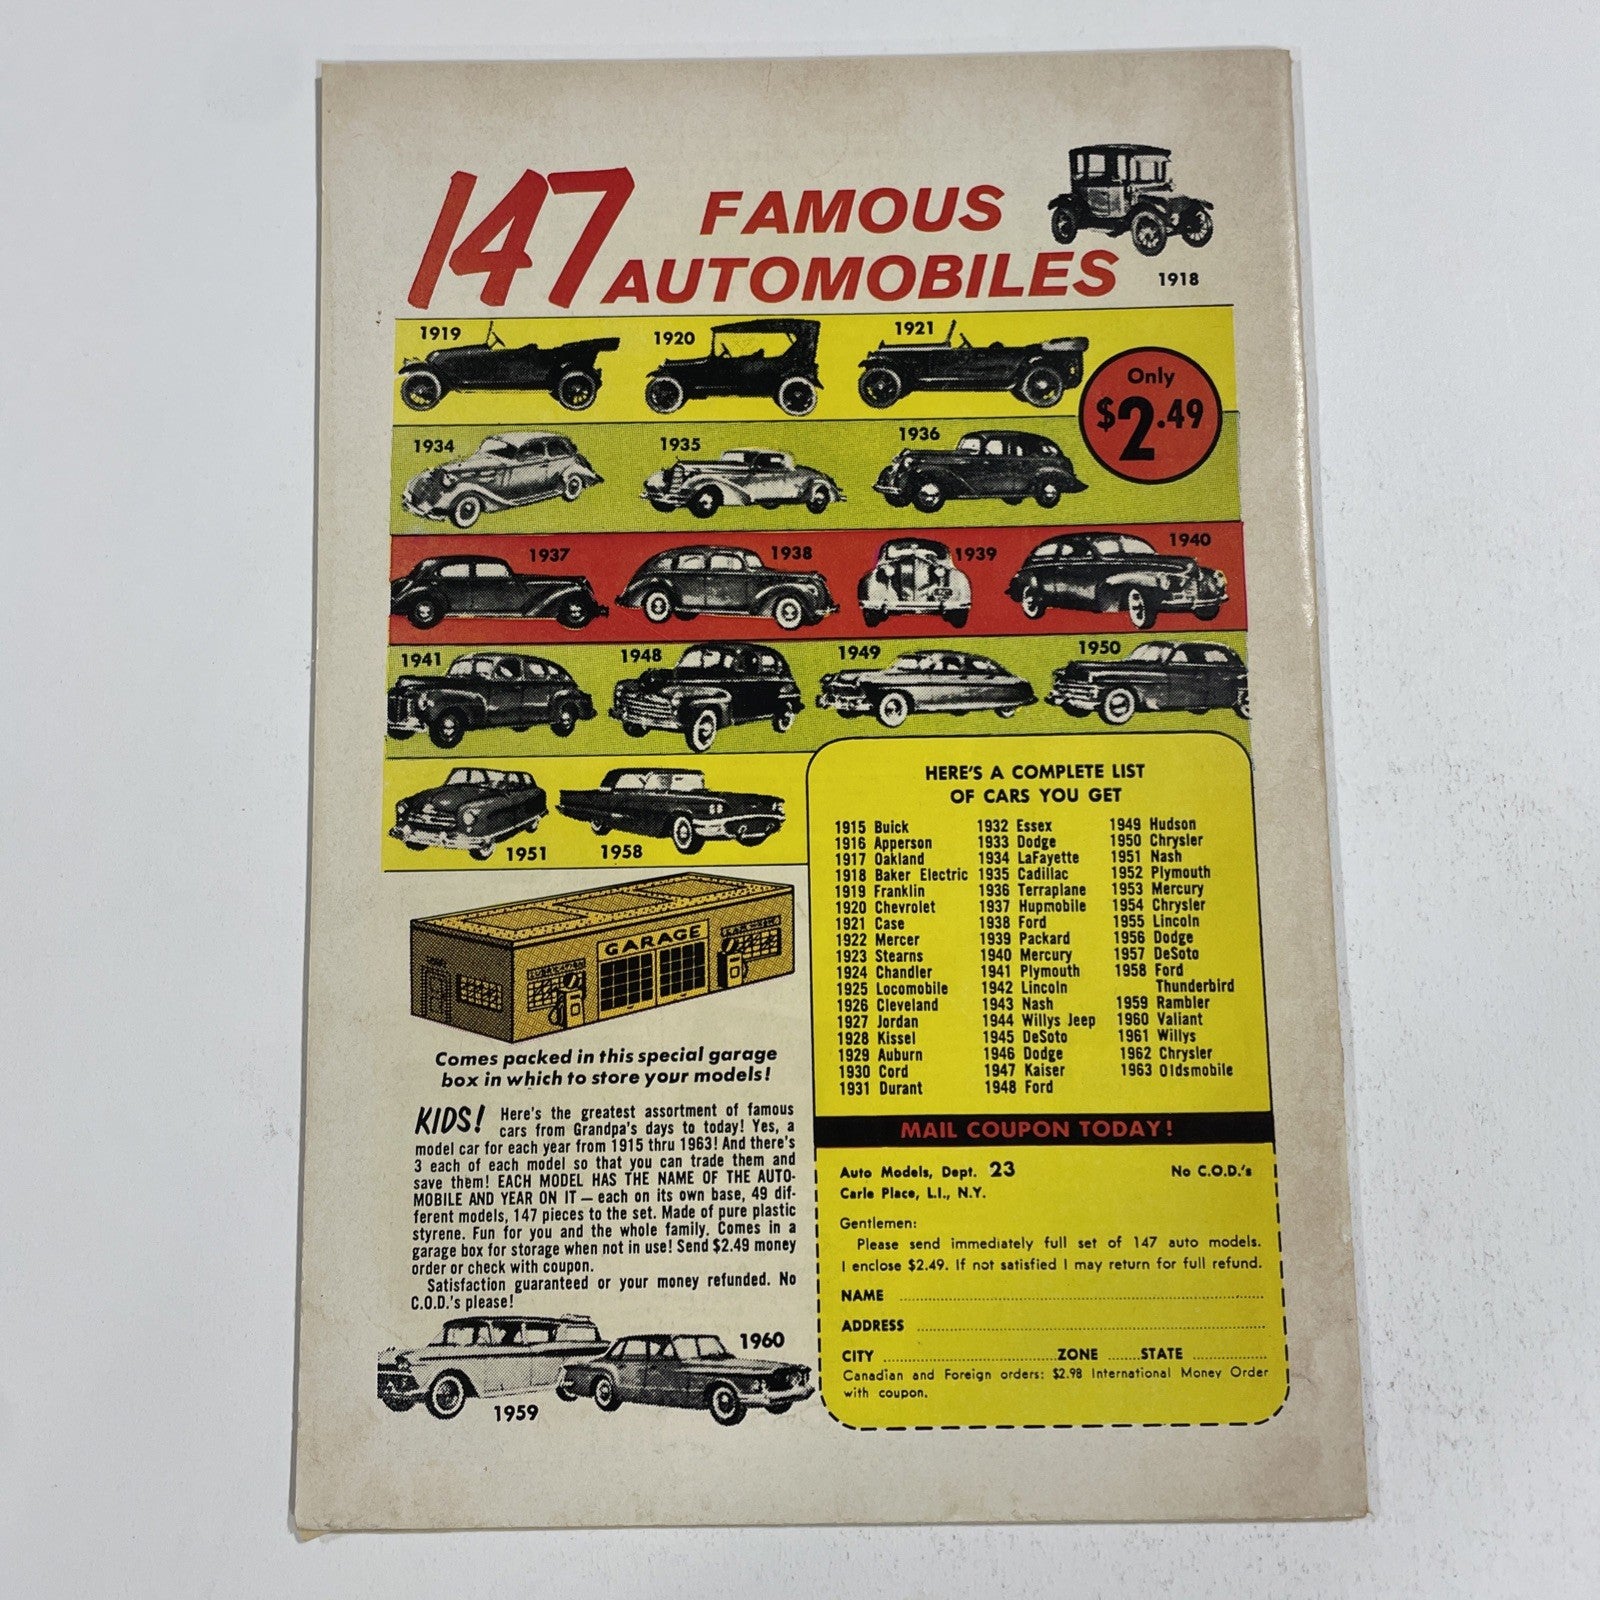 147 FAMOUS
AUTOMOBILES
1918
1919
1920
1921
Only
$2.49
1934
1935
1936
1937
1938
1939
1940
1941
1948
1949
1950
1951
1958
GARAGE
Comes packed in this special garage
box in which to store your models!
KIDS! Here's the greatest assortment of famous
cars from Grandpa's days to today! Yes, a
model car for each year from 1915 thru 1963! And there's
3 each of each model so that you can trade them and
save them! EACH MODEL HAS THE NAME OF THE AUTO-
MOBILE AND YEAR ON IT — each on its own base, 49 dif-
ferent models, 147 pieces to the set. Made of pure plastic
styrene. Fun for you and the whole family. Comes in a
garage box for storage when not in use! Send $2.49 money
order or check with coupon.
Satisfaction guaranteed or your money refunded. No
C.O.D.'s please!
1959
1960
HERE'S A COMPLETE LIST
OF CARS YOU GET
1915 Buick
1916 Apperson
1917 Oakland
1918 Baker Electric
1919 Franklin
1920 Chevrolet
1921 Case
1922 Mercer
1923 Stearns
1924 Chandler
1925 Locomobile
1926 Cleveland
1927 Jordan
1928 Kissel
1929 Auburn
1930 Cord
1931 Durant
1932 Essex
1933 Dodge
1934 LaFayette
1935 Cadillac
1936 Terraplane
1937 Hupmobile
1938 Ford
1939 Packard
1940 Mercury
1941 Plymouth
1942 Lincoln
1943 Nash
1944 Willys Jeep
1945 DeSoto
1946 Dodge
1947 Kaiser
1948 Ford
1949 Hudson
1950 Chrysler
1951 Nash
1952 Plymouth
1953 Mercury
1954 Chrysler
1955 Lincoln
1956 Dodge
1957 DeSoto
1958 Ford
Thunderbird
1959 Rambler
1960 Valiant
1961 Willys
1962 Chrysler
1963 Oldsmobile
MAIL COUPON TODAY!
Auto Models, Dept. 23 No C.O.D.'s
Carle Place, L.I., N.Y.
Gentlemen:
Please send immediately full set of 147 auto models.
I enclose $2.49. If not satisfied I may return for full refund.
NAME
ADDRESS
CITY ZONE STATE
Canadian and Foreign orders: $2.98 International Money Order
with coupon.